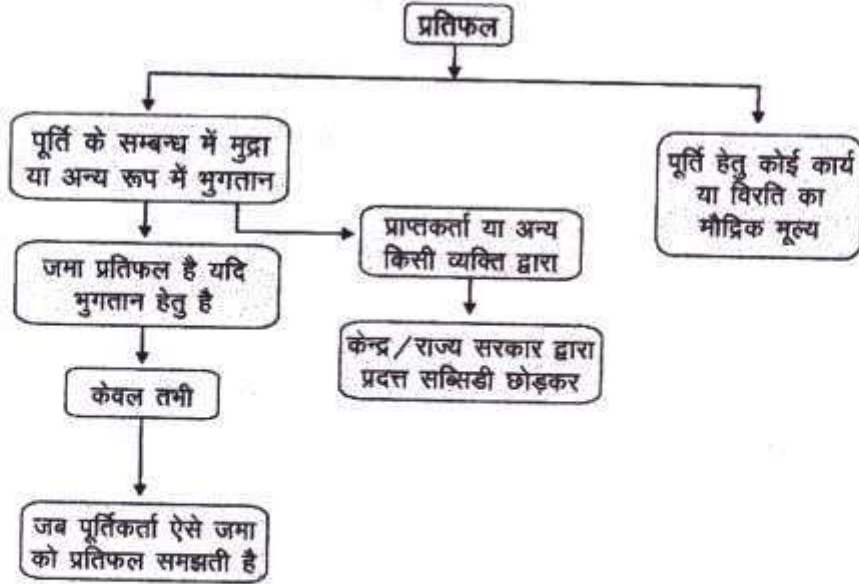 प्रतिफल
पूर्ति के सम्बन्ध में मुद्रा
या अन्य रूप में भुगतान
पूर्ति हेतु कोई कार्य
या विरति का
मौद्रिक मूल्य
प्राप्तकर्ता या अन्य
किसी व्यक्ति द्वारा
जमा प्रतिफल है यदि
भुगतान हेतु है
केन्द्र/राज्य सरकार द्वारा
प्रदत्त सब्सिडी छोड़कर
केवल तभी
जब पूर्तिकर्ता ऐसे जमा
को प्रतिफल समझती है